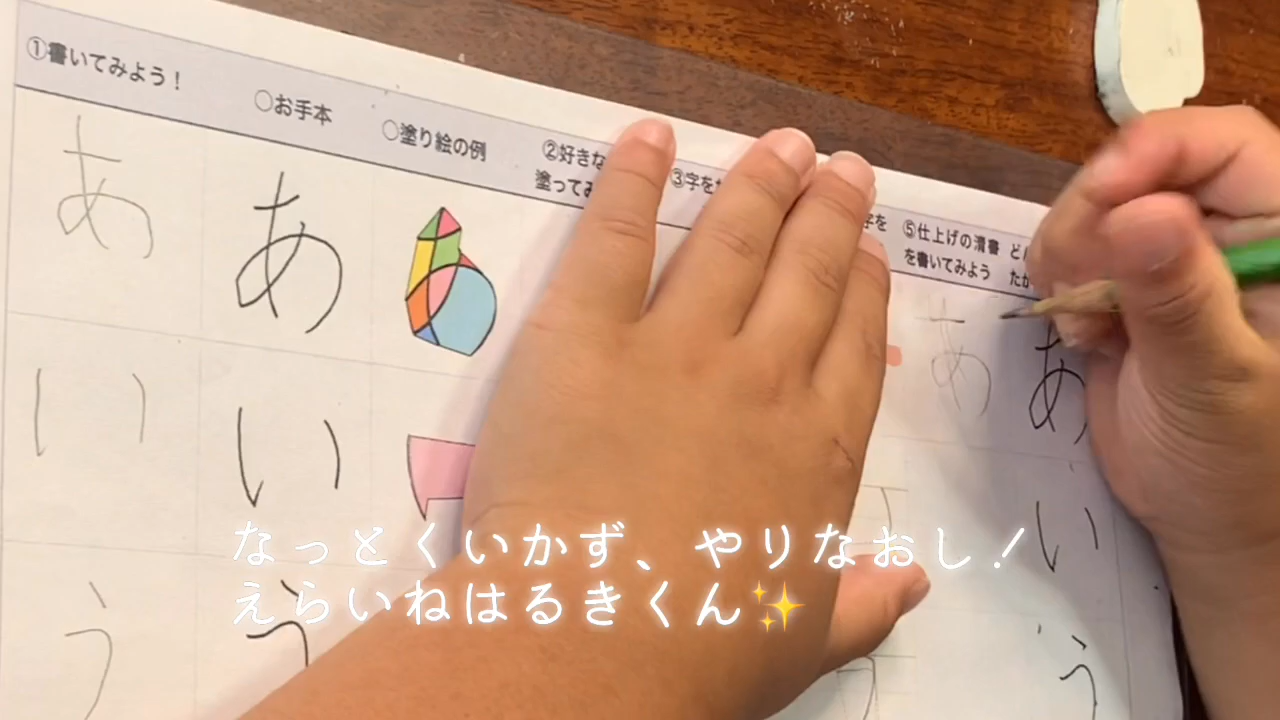 ①書いてみよう！
○お手本
○塗り絵の例
②好きな
塗って
③字を
字を
⑤仕上げの清書
を書いてみよう
あ あ あ あ
い い い
う う う
なっとくいかず、やりなおし！
えらいねはるきくん✨